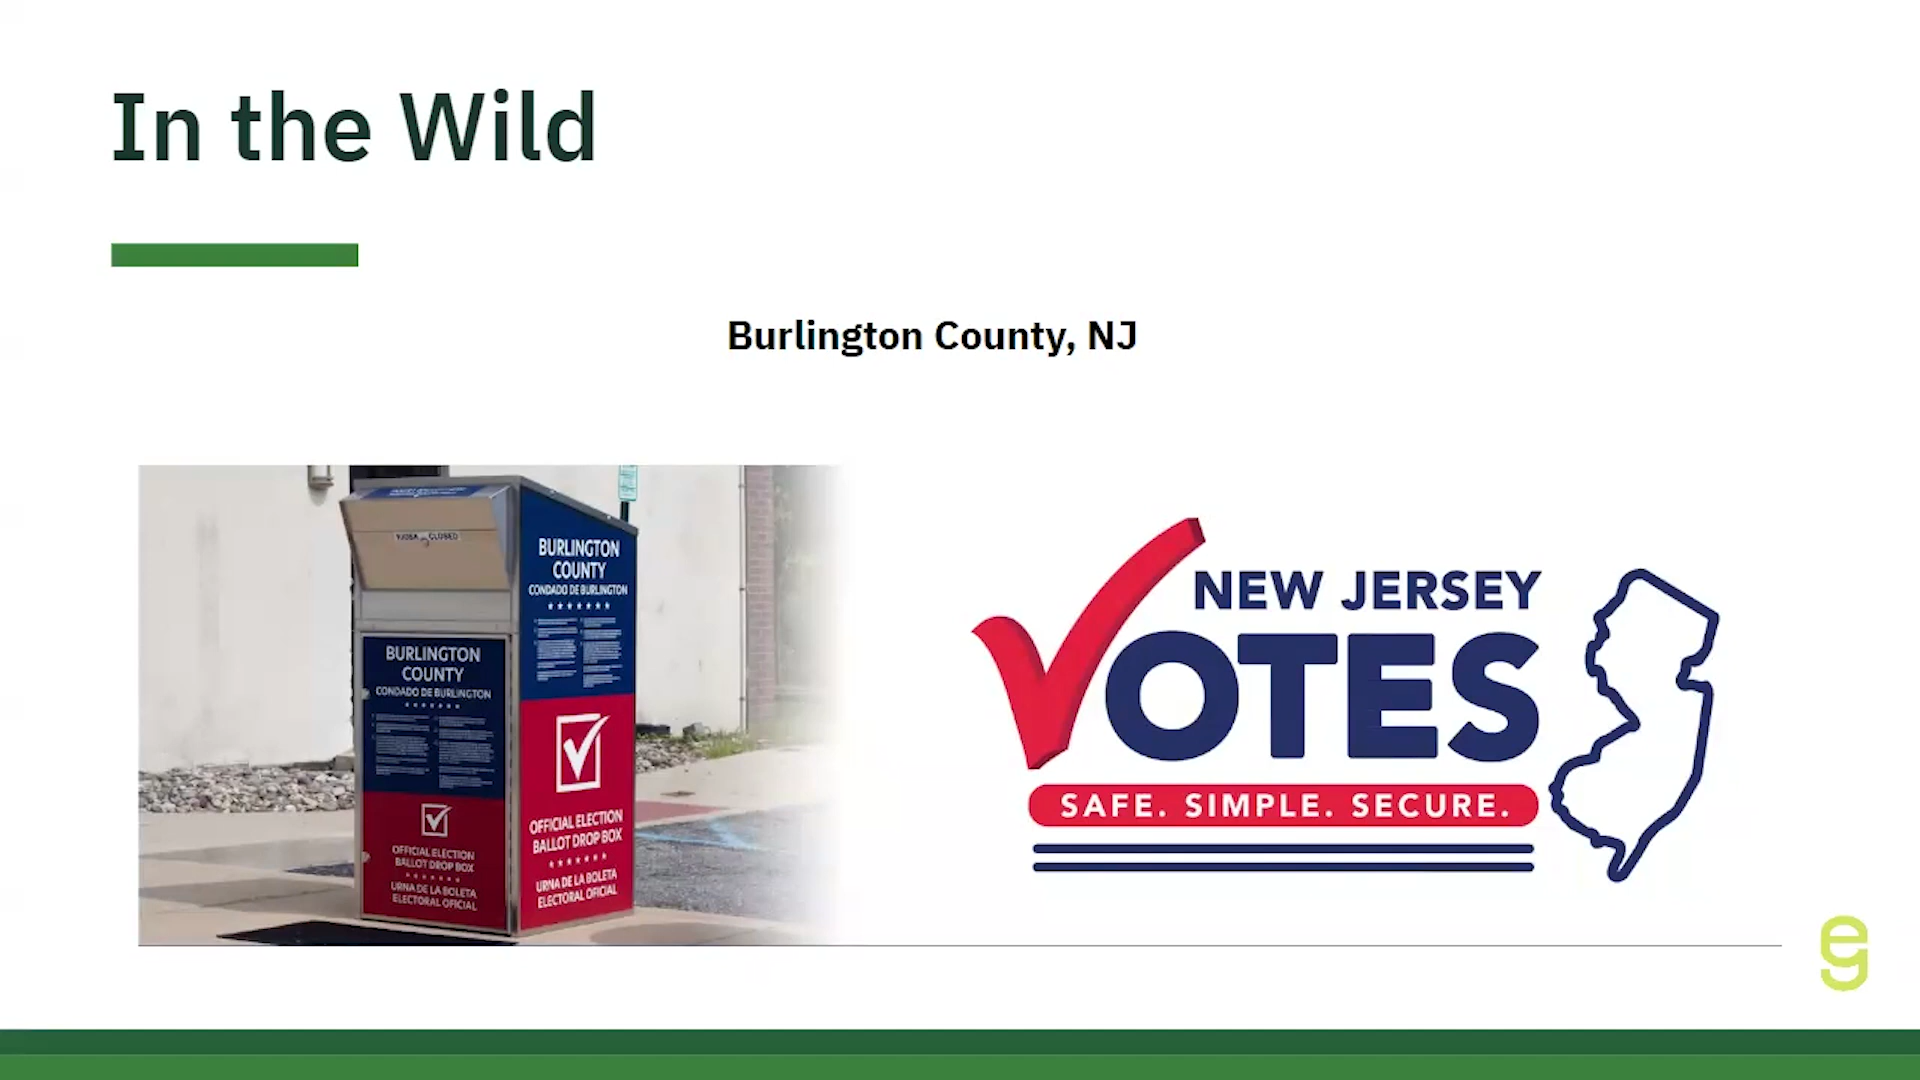 In the Wild
Burlington County, NJ
CLOSED
BURLINGTON
COUNTY
CONDADO DE BURLINGTON
BURLINGTON
COUNTY
CONDADO DE BURLINGTON
OFFICIAL ELECTION
BALLOT DROP BOX
URNA DE LA BOLETA
ELECTORAL OFICIAL
OFFICIAL ELECTION
BALLOT DROP BOX
URNA DE LA BOLETA
ELECTORAL OFICIAL
NEW JERSEY
VOTES
SAFE. SIMPLE. SECURE.
eg